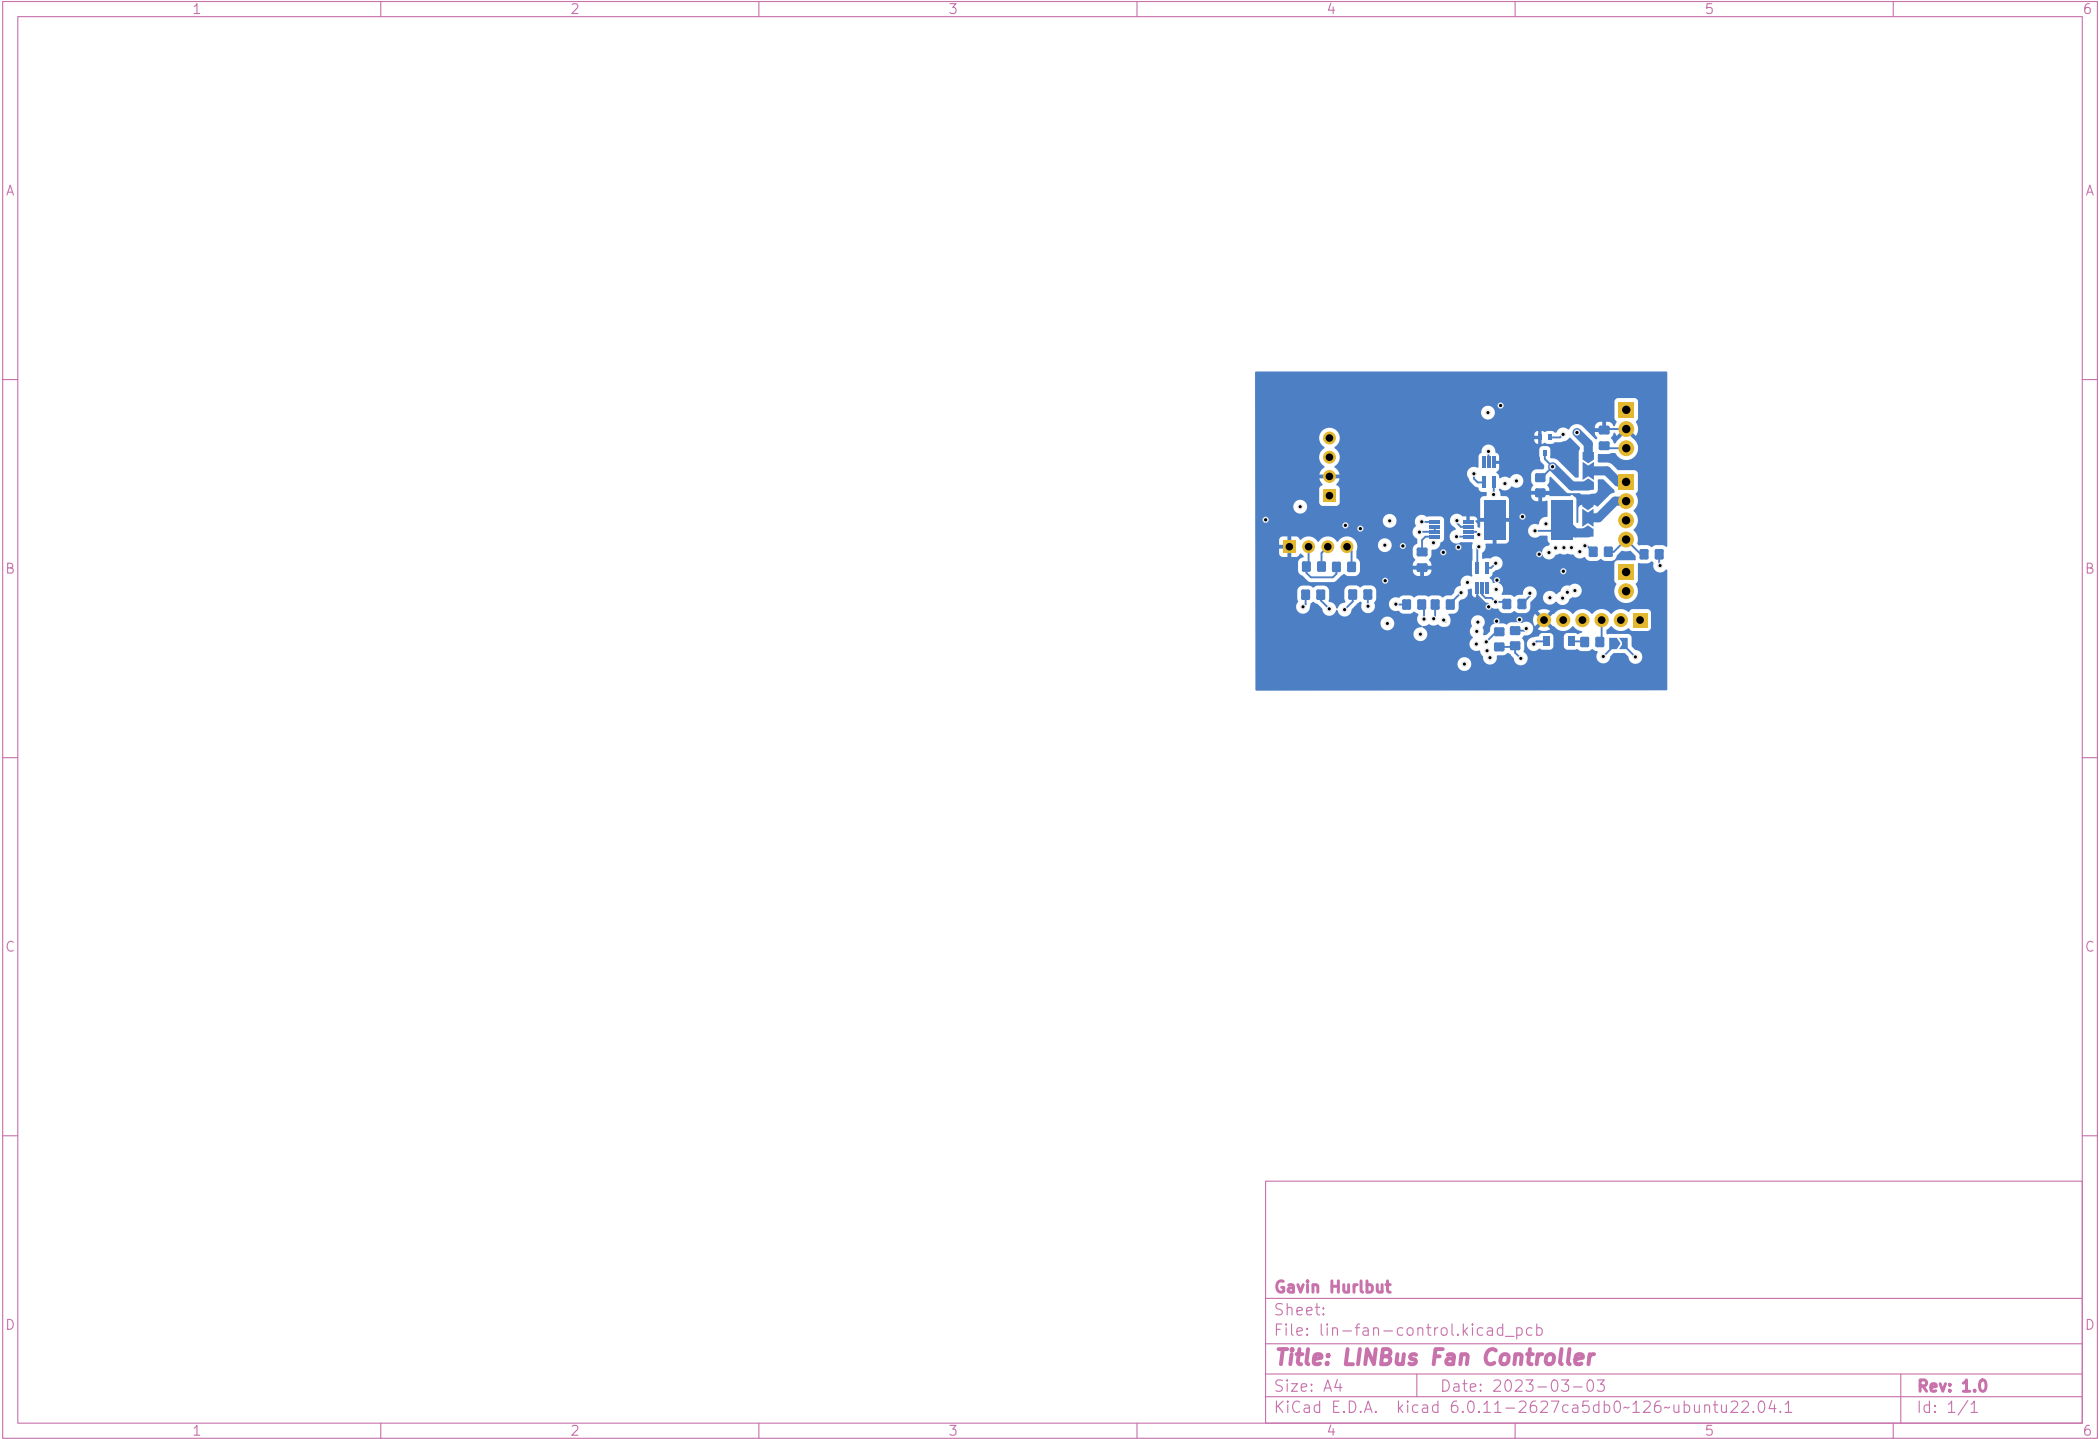 1 2 3 4 5 6
A A
B B
C C
Gavin Hurlbut
Sheet:
File: lin-fan-control.kicad_pcb
D D
Title: LINBus Fan Controller
Size: A4 Date: 2023-03-03 Rev: 1.0
KiCad E.D.A. kicad 6.0.11-2627ca5db0~126~ubuntu22.04.1 Id: 1/1
1 2 3 4 5 6